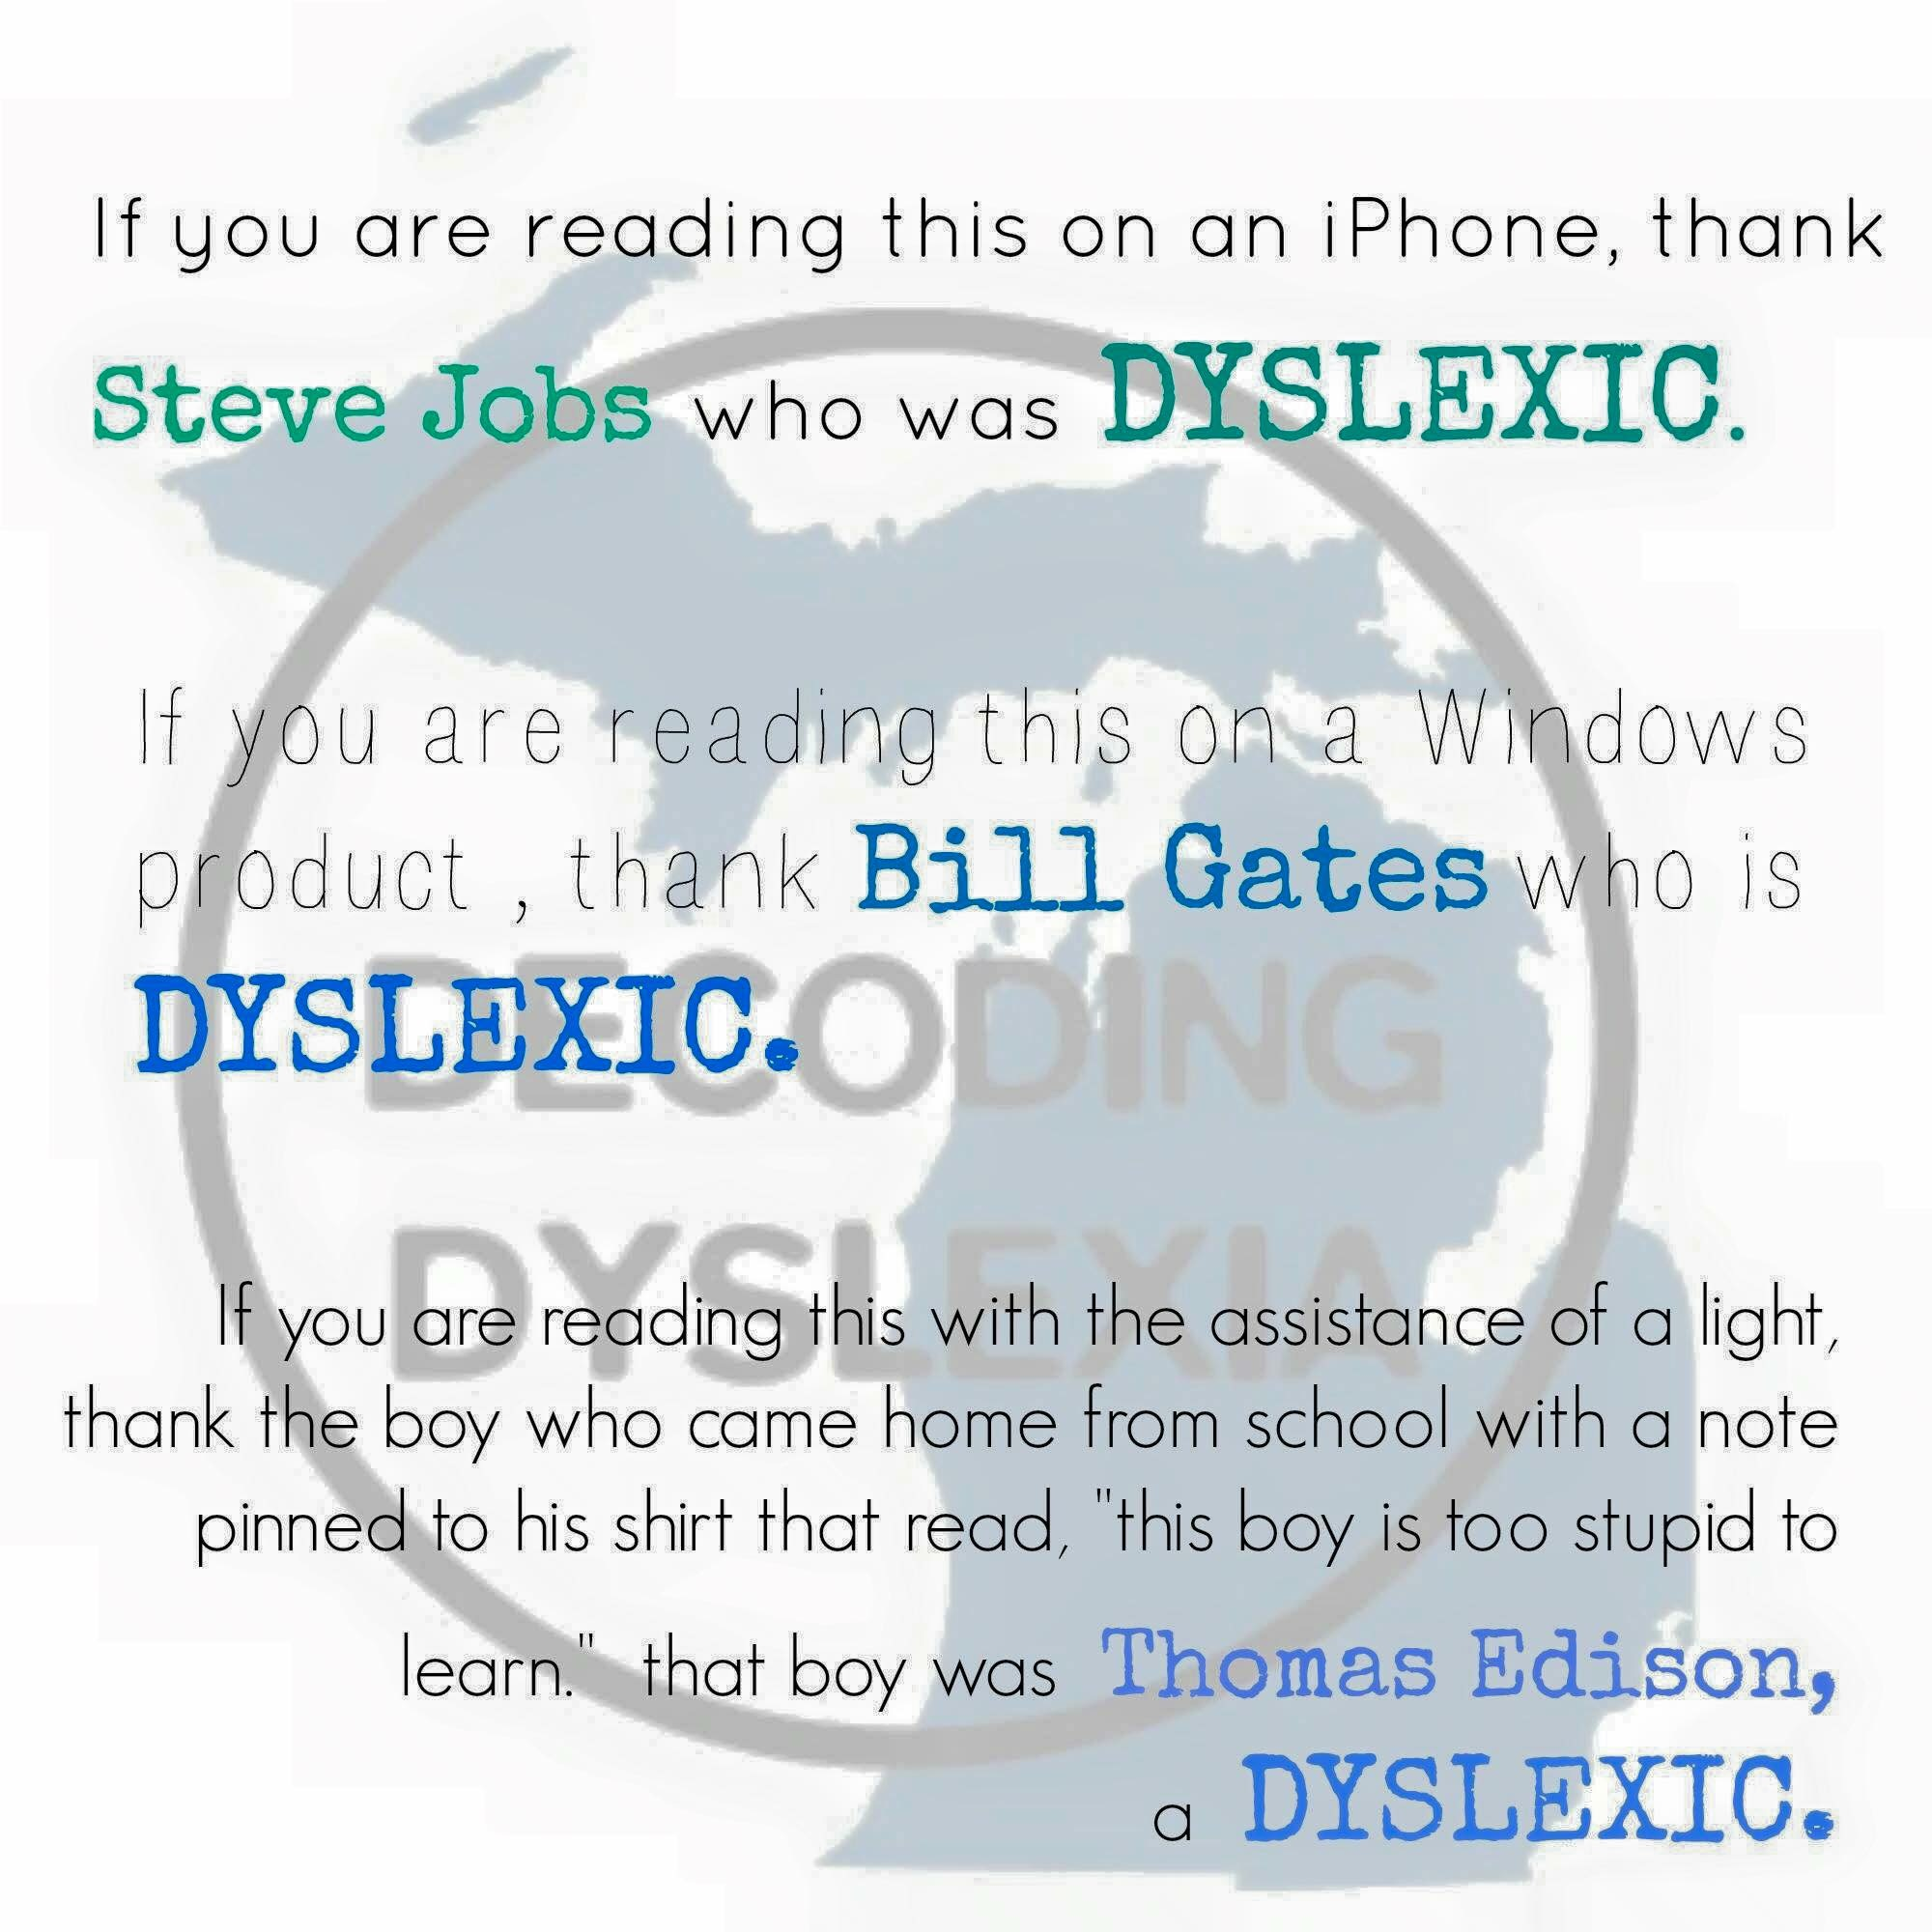 If you are reading this on an iPhone, thank
Steve Jobs who was DYSLEXIC.
If you are reading this on a Windows
product , thank Bill Gates who is
DYSLEXIC.
DECODING
DYSLEXIA
If you are reading this with the assistance of a light,
thank the boy who came home from school with a note
pinned to his shirt that read, "this boy is too stupid to
learn." that boy was Thomas Edison,
a DYSLEXIC.